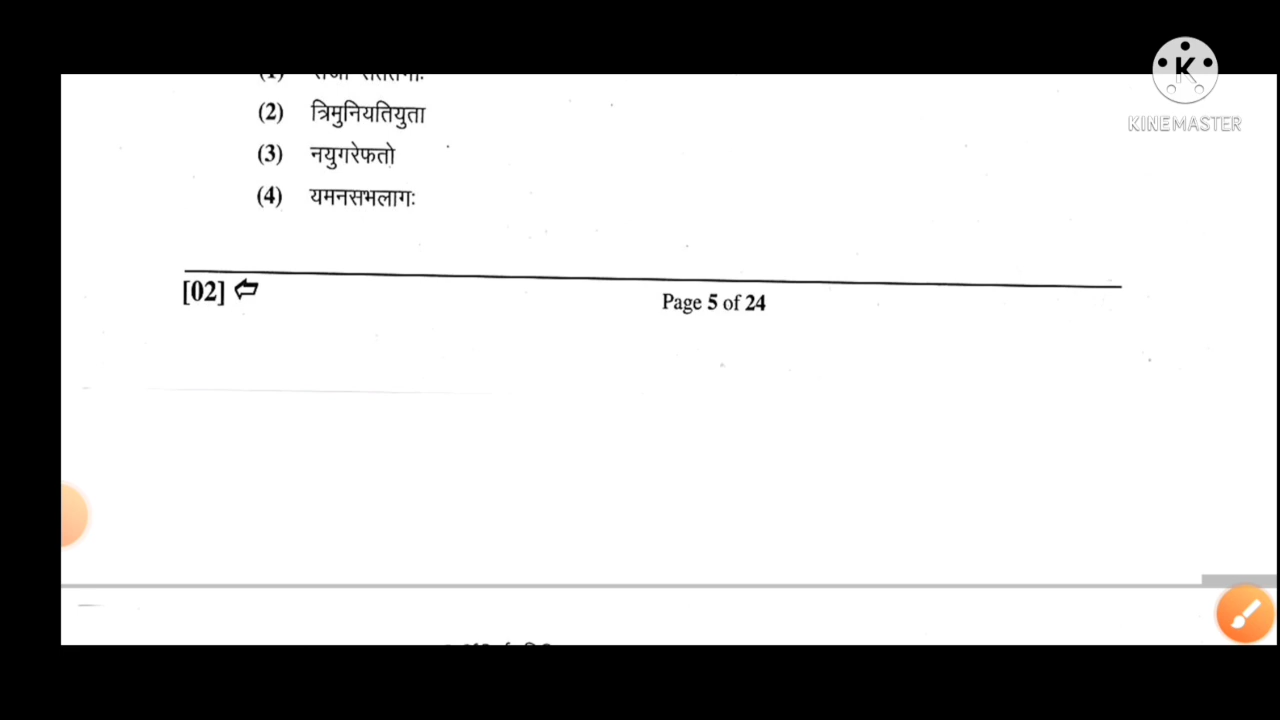 (2) त्रिमुनियतियुता
(3) नयुगरेफतो
(4) यमनसभलागः
[02]
Page 5 of 24
K
KINEMASTER